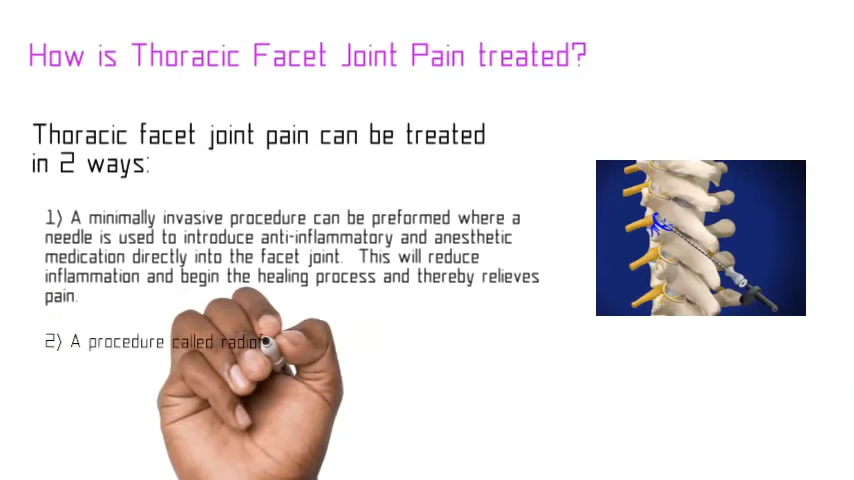 How is Thoracic Facet Joint Pain treated?
Thoracic facet joint pain can be treated
in 2 ways:
1) A minimally invasive procedure can be preformed where a
needle is used to introduce anti-inflammatory and anesthetic
medication directly into the facet joint. This will reduce
inflammation and begin the healing process and thereby relieves
pain.
2) A procedure called radiof